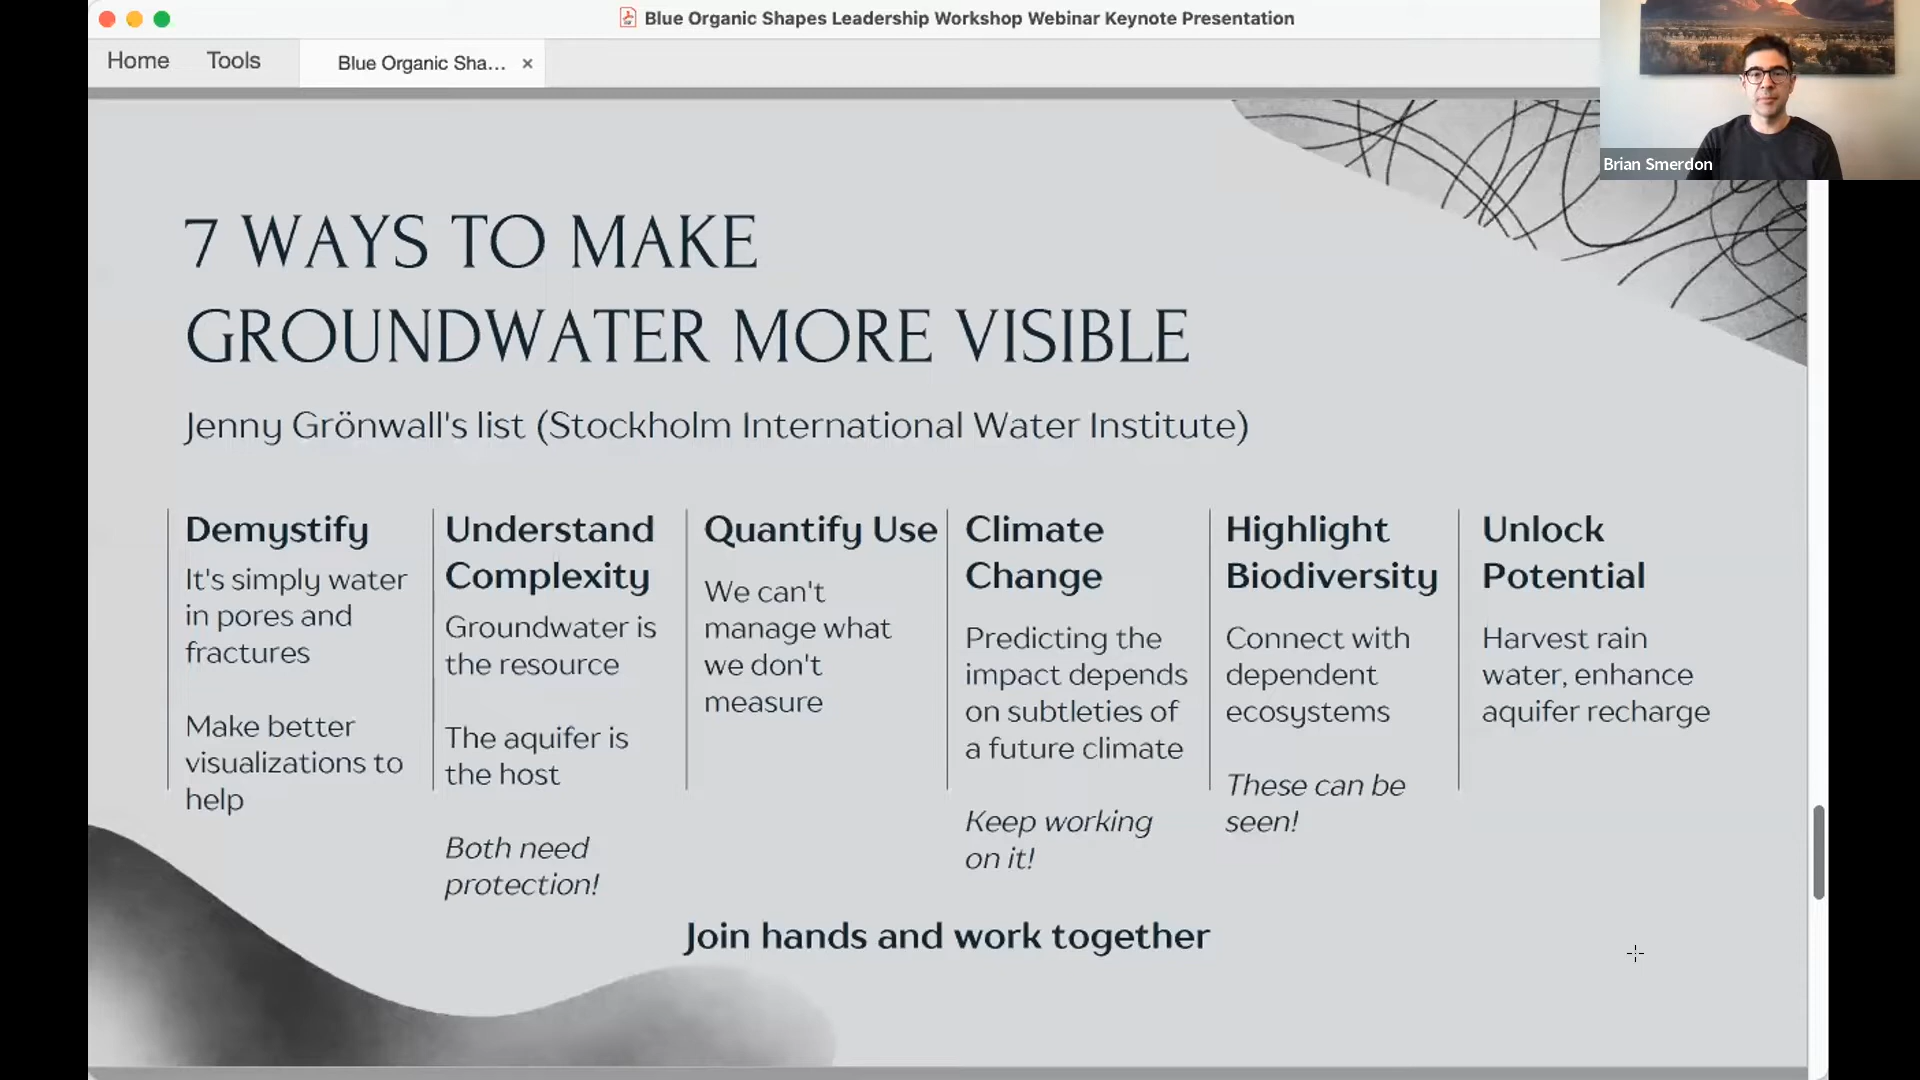 Blue Organic Shapes Leadership Workshop Webinar Keynote Presentation
Home
Tools
Blue Organic Sha... ×
Brian Smerdon
7 WAYS TO MAKE
GROUNDWATER MORE VISIBLE
Jenny Grönwall's list (Stockholm International Water Institute)
Demystify
It's simply water
in pores and
fractures
Make better
visualizations to
help
Understand
Complexity
Groundwater is
the resource
The aquifer is
the host
Both need
protection!
Quantify Use
We can't
manage what
we don't
measure
Climate
Change
Predicting the
impact depends
on subtleties of
a future climate
Keep working
on it!
Highlight
Biodiversity
Connect with
dependent
ecosystems
These can be
seen!
Unlock
Potential
Harvest rain
water, enhance
aquifer recharge
Join hands and work together